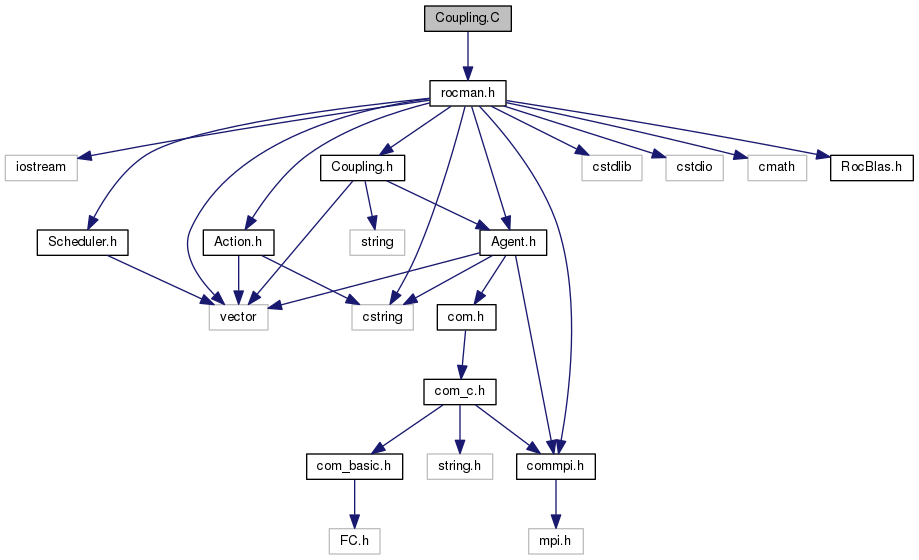 Coupling.C
rocman.h
iostream
Coupling.h
cstdlib
cstdio
cmath
RocBlas.h
Scheduler.h
Action.h
string
Agent.h
vector
cstring
com.h
com_c.h
com_basic.h
string.h
commpi.h
FC.h
mpi.h